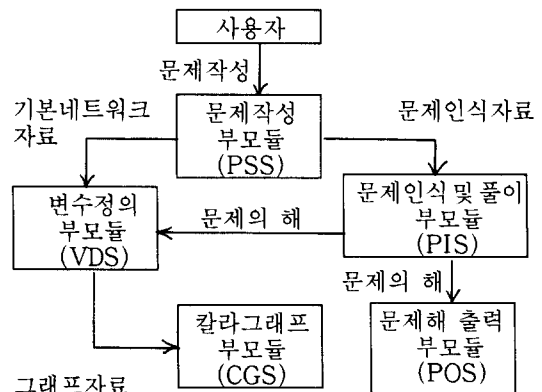 사용자
문제작성
기본네트워크
자료
문제작성
부모듈
(PSS)
문제인식자료
변수정의
부모듈
(VDS)
문제의 해
문제인식 및 풀이
부모듈
(PIS)
문제의 해
칼라그래프
부모듈
(CGS)
문제해 출력
부모듈
(POS)
그래프자료